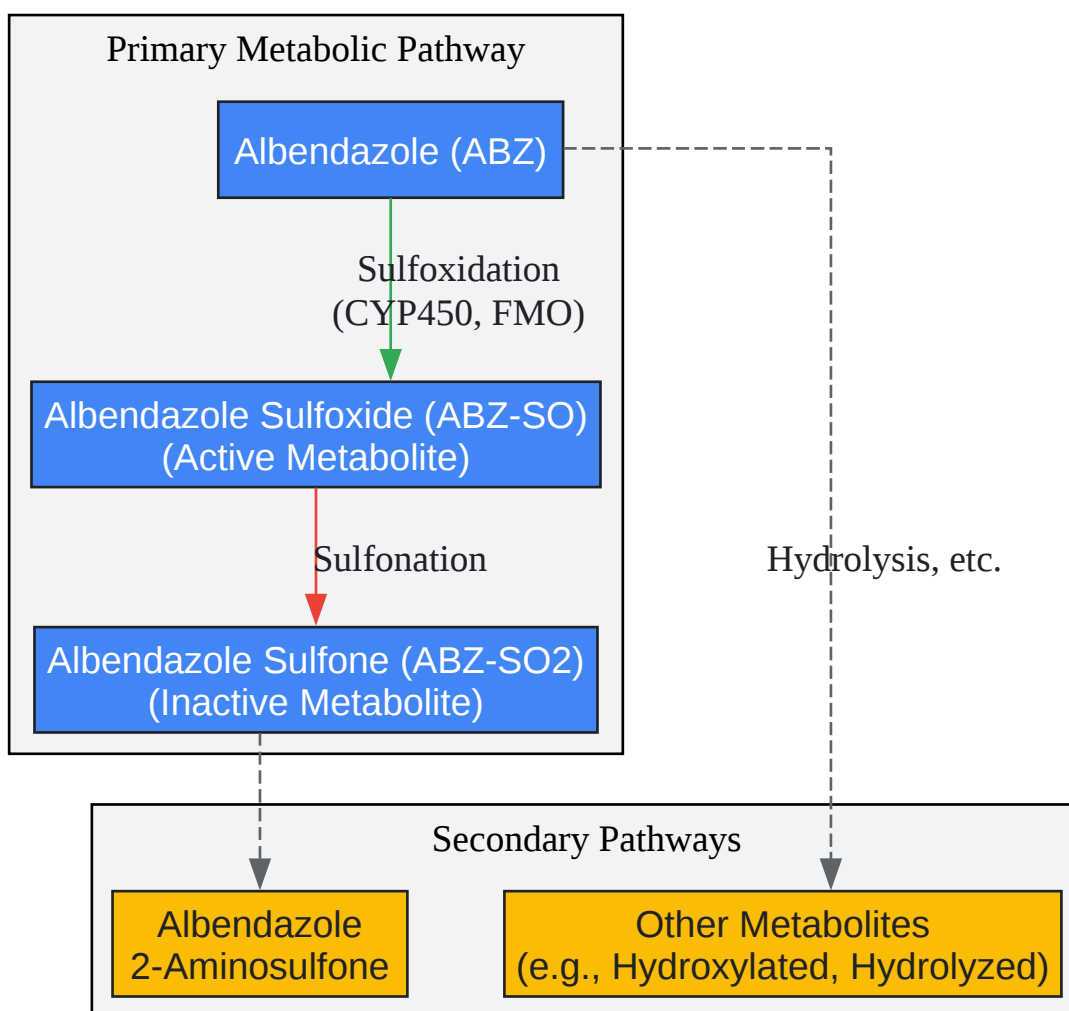 Primary Metabolic Pathway
Albendazole (ABZ)
Sulfoxidation
(CYP450, FMO)
Albendazole Sulfoxide (ABZ-SO)
(Active Metabolite)
Sulfonation
Hydrolysis, etc.
Albendazole Sulfone (ABZ-SO2)
(Inactive Metabolite)
Secondary Pathways
Albendazole
2-Aminosulfone
Other Metabolites
(e.g., Hydroxylated, Hydrolyzed)